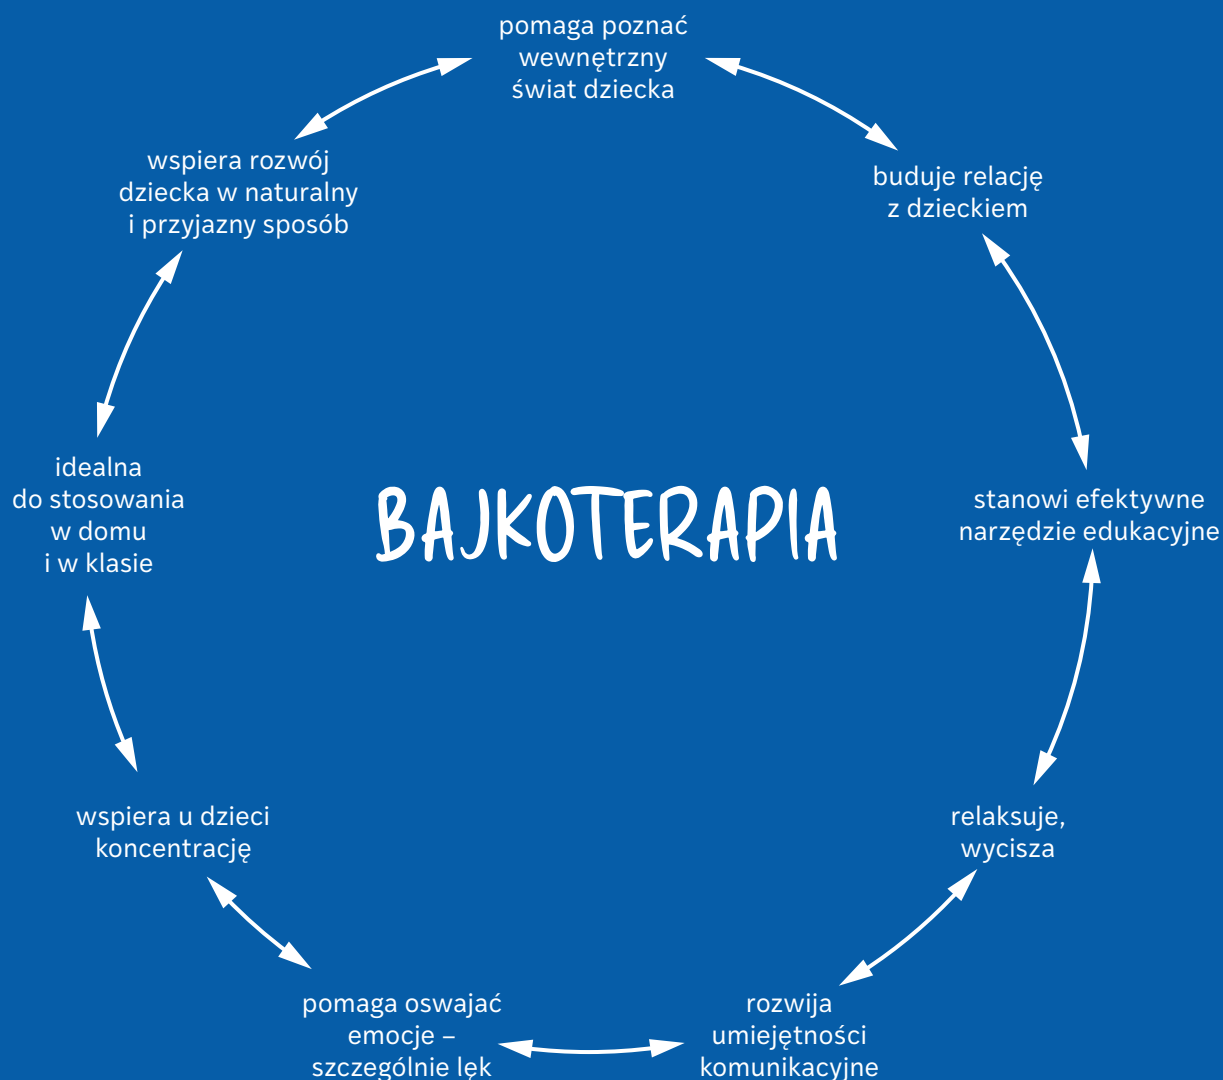 pomaga poznać
wewnętrzny
świat dziecka
buduje relację
z dzieckiem
stanowi efektywne
narzędzie edukacyjne
relaksuje,
wycisza
rozwija
umiejętności
komunikacyjne
pomaga oswajać
emocje –
szczególnie lęk
wspiera u dzieci
koncentrację
idealna
do stosowania
w domu
i w klasie
wspiera rozwój
dziecka w naturalny
i przyjazny sposób
BAJKOTERAPIA